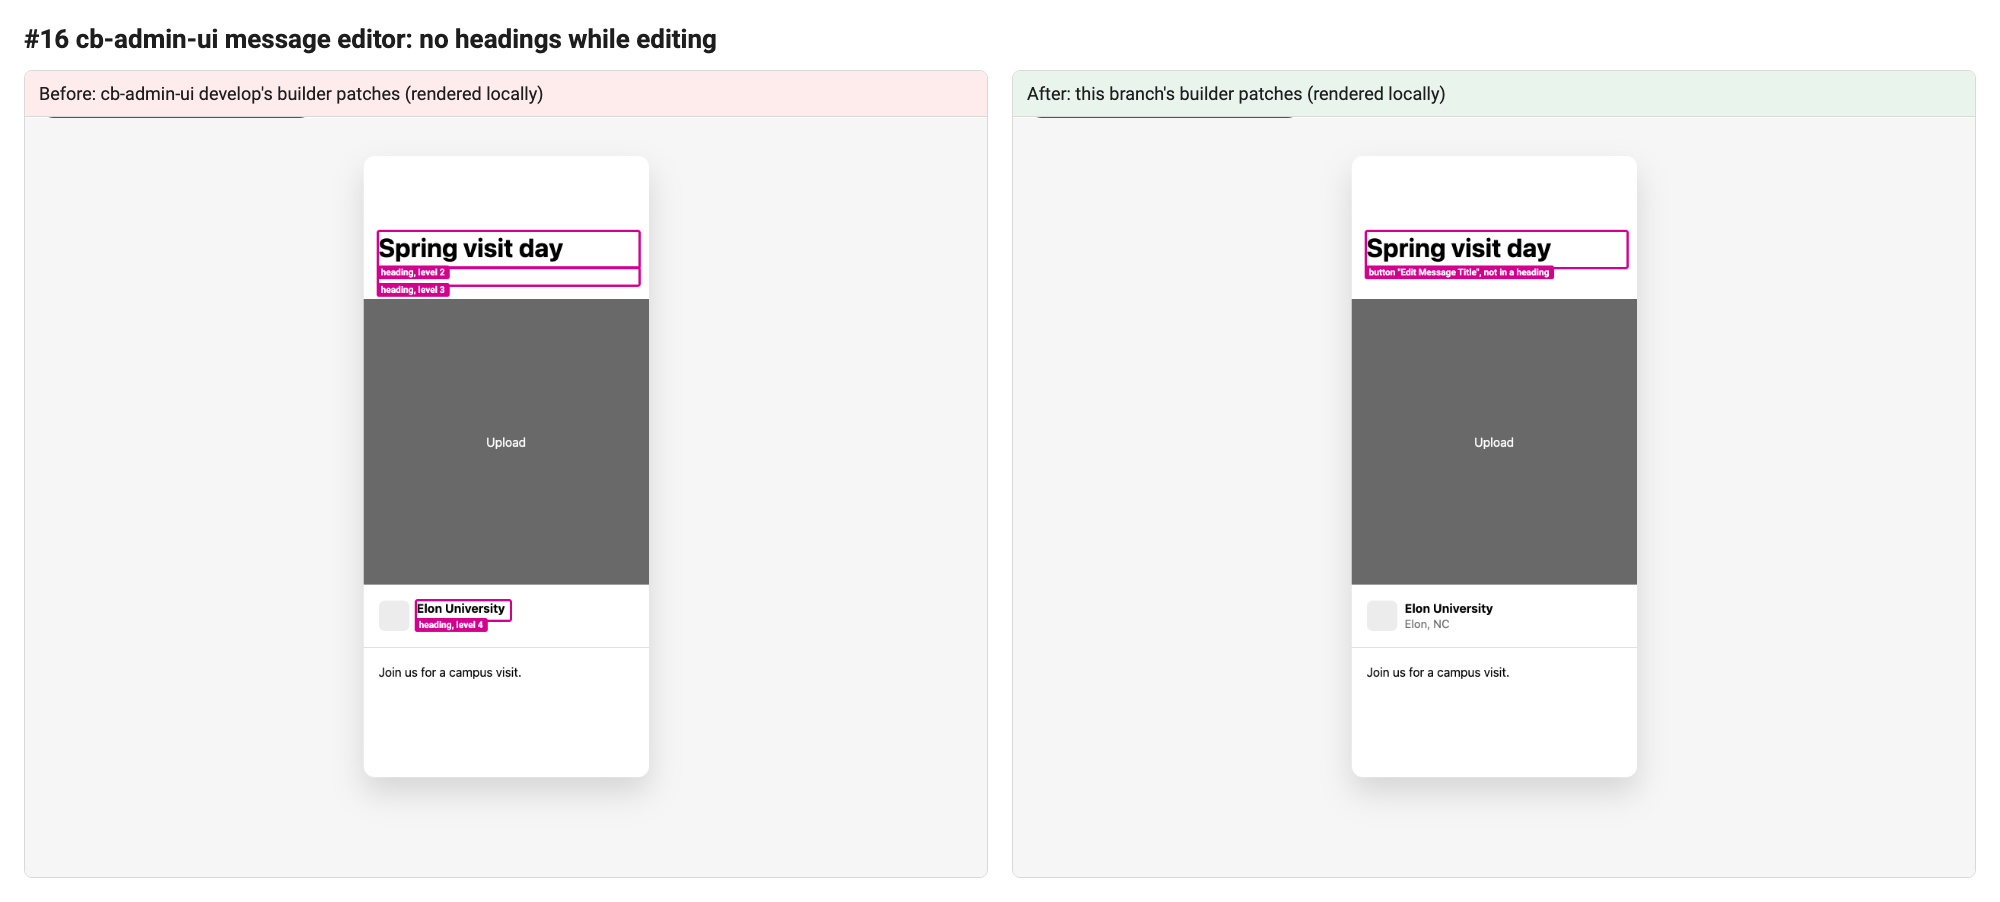 #16 cb-admin-ui message editor: no headings while editing
Before: cb-admin-ui develop's builder patches (rendered locally)
Spring visit day
heading, level 2
heading, level 3
Upload
Elon University
heading, level 4
Join us for a campus visit.
After: this branch's builder patches (rendered locally)
Spring visit day
button "Edit Message Title", not in a heading
Upload
Elon University
Elon, NC
Join us for a campus visit.